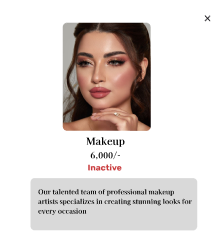 Makeup
6,000/-
Inactive
Our talented team of professional makeup
artists specializes in creating stunning looks for
every occasion